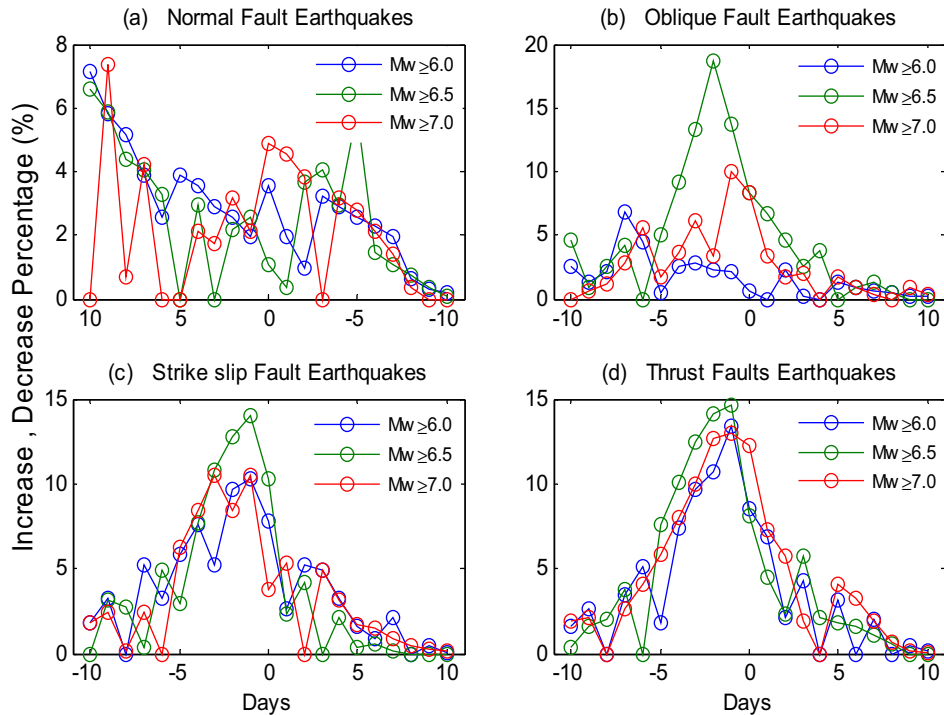 (a) Normal Fault Earthquakes
(b) Oblique Fault Earthquakes
8
6
4
2
0
10 5 0 -5 -10
Mw ≥6.0
Mw ≥6.5
Mw ≥7.0
20
15
10
5
0
-10 -5 0 5 10
Mw ≥6.0
Mw ≥6.5
Mw ≥7.0
Increase , Decrease Percentage (%)
(c) Strike slip Fault Earthquakes
(d) Thrust Faults Earthquakes
15
10
5
0
-10 -5 0 5 10
Mw ≥6.0
Mw ≥6.5
Mw ≥7.0
Days
15
10
5
0
-10 -5 0 5 10
Mw ≥6.0
Mw ≥6.5
Mw ≥7.0
Days